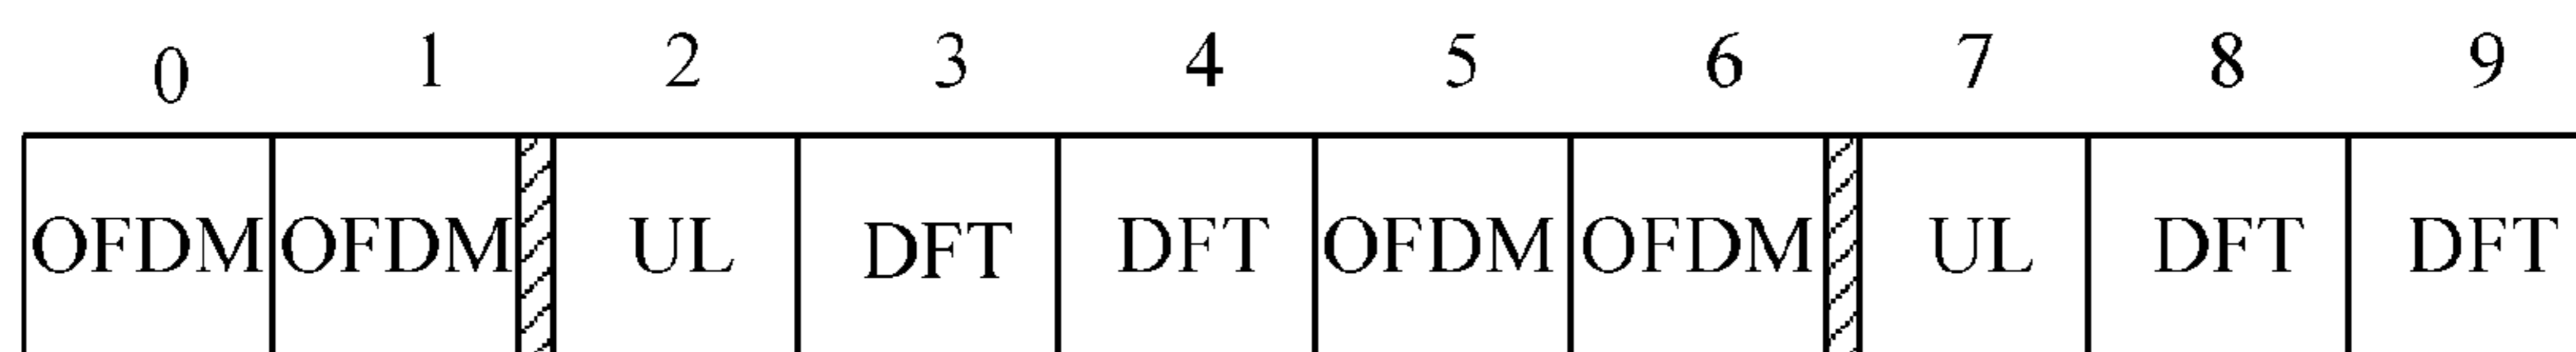 0 1 2 3 4 5 6 7 8 9
OFDM OFDM UL DFT DFT OFDM OFDM UL DFT DFT